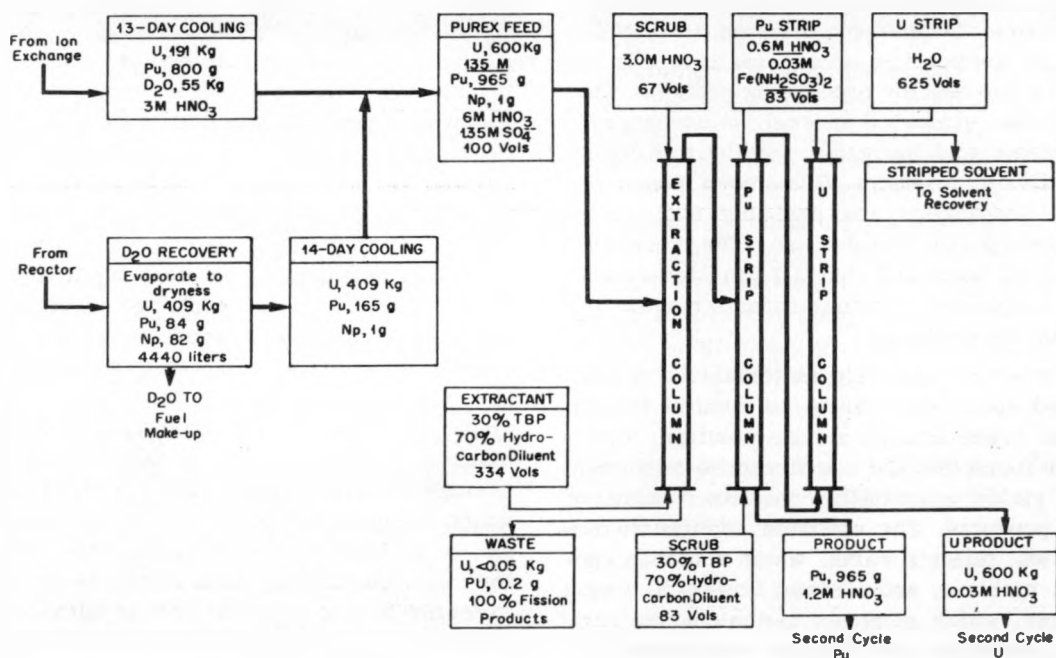 13-DAY COOLING
From Ion
Exchange
U, 191 Kg
Pu, 800 g
D2O, 55 Kg
3M HNO3
PUREX FEED
U, 600 Kg
1.35 M
Pu, 965 g
Np, 1g
6M HNO3
1.35M SO4=
100 Vols
SCRUB
3.0M HNO3
67 Vols
Pu STRIP
0.6M HNO3
0.03M
Fe(NH2SO3)2
83 Vols
U STRIP
H2O
625 Vols
STRIPPED SOLVENT
To Solvent
Recovery
From
Reactor
D2O RECOVERY
Evaporate to
dryness
U, 409 Kg
Pu, 84 g
Np, 82 g
4440 liters
D2O TO
Fuel
Make-up
14-DAY COOLING
U, 409 Kg
Pu, 165 g
Np, 1g
EXTRACTION COLUMN
Pu STRIP COLUMN
U STRIP COLUMN
EXTRACTANT
30% TBP
70% Hydro-
carbon Diluent
334 Vols
WASTE
U,<0.05 Kg
PU, 0.2 g
100% Fission
Products
SCRUB
30% TBP
70% Hydro-
carbon Diluent
83 Vols
PRODUCT
Pu, 965 g
1.2M HNO3
Second Cycle
Pu
U PRODUCT
U, 600 Kg
0.03M HNO3
Second Cycle
U